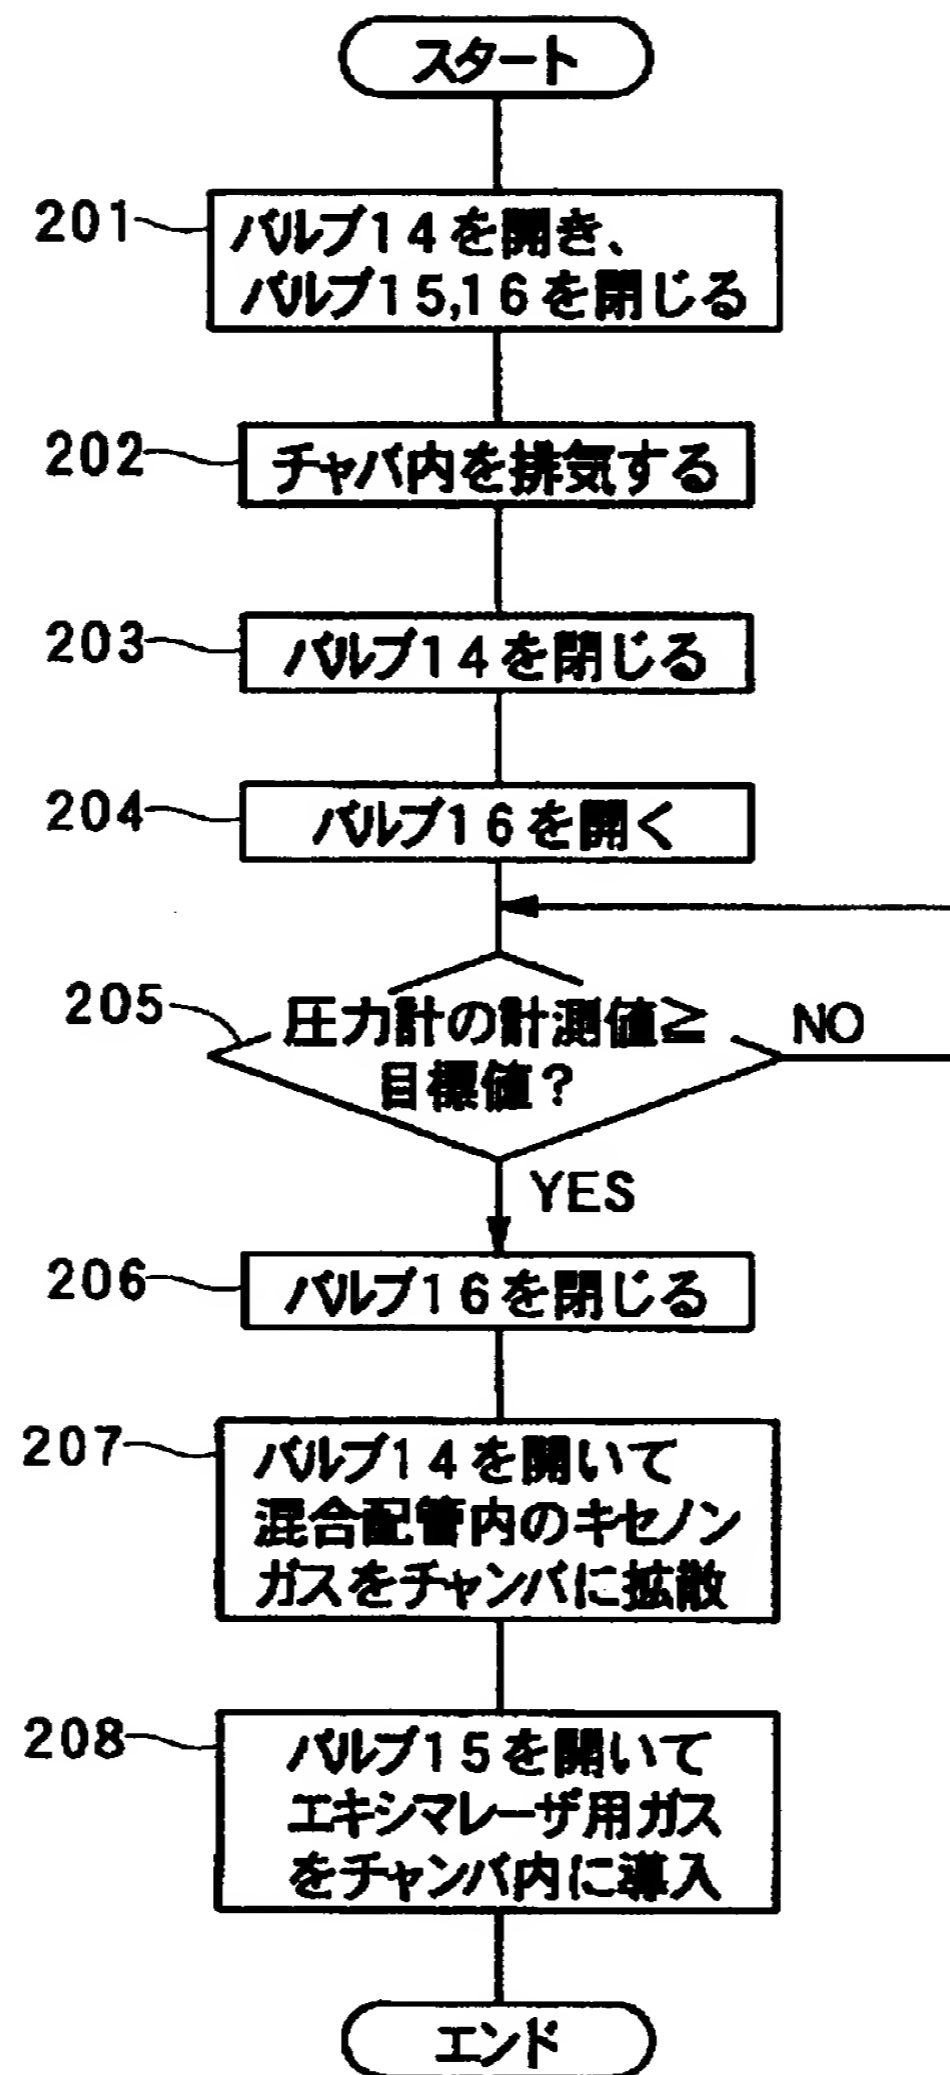 スタート
201
バルブ14を開き、
バルブ15,16を閉じる
202
チャバ内を排気する
203
バルブ14を閉じる
204
バルブ16を開く
205
圧力計の計測値≧
目標値?
NO
YES
206
バルブ16を閉じる
207
バルブ14を開いて
混合配管内のキセノン
ガスをチャンバに拡散
208
バルブ15を開いて
エキシマレーザ用ガス
をチャンバ内に導入
エンド